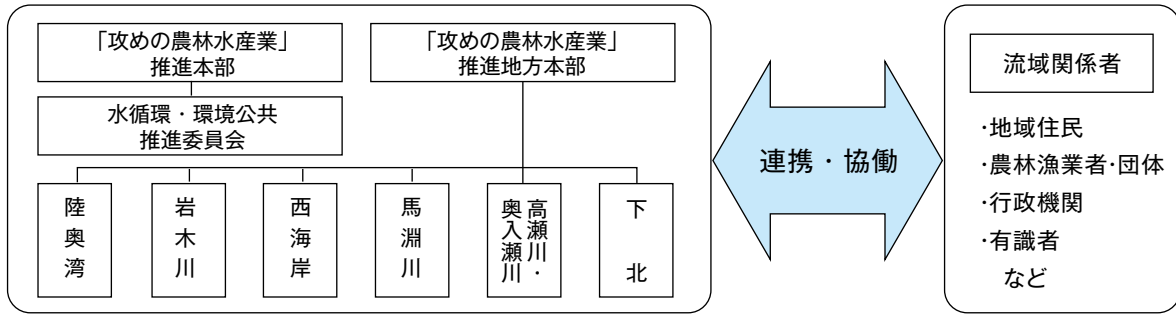 「攻めの農林水産業」
推進本部
「攻めの農林水産業」
推進地方本部
水循環・環境公共
推進委員会
陸奥湾
岩木川
西海岸
馬淵川
高瀬川・
奥入瀬川
下北
連携・協働
流域関係者
・地域住民
・農林漁業者・団体
・行政機関
・有識者
など